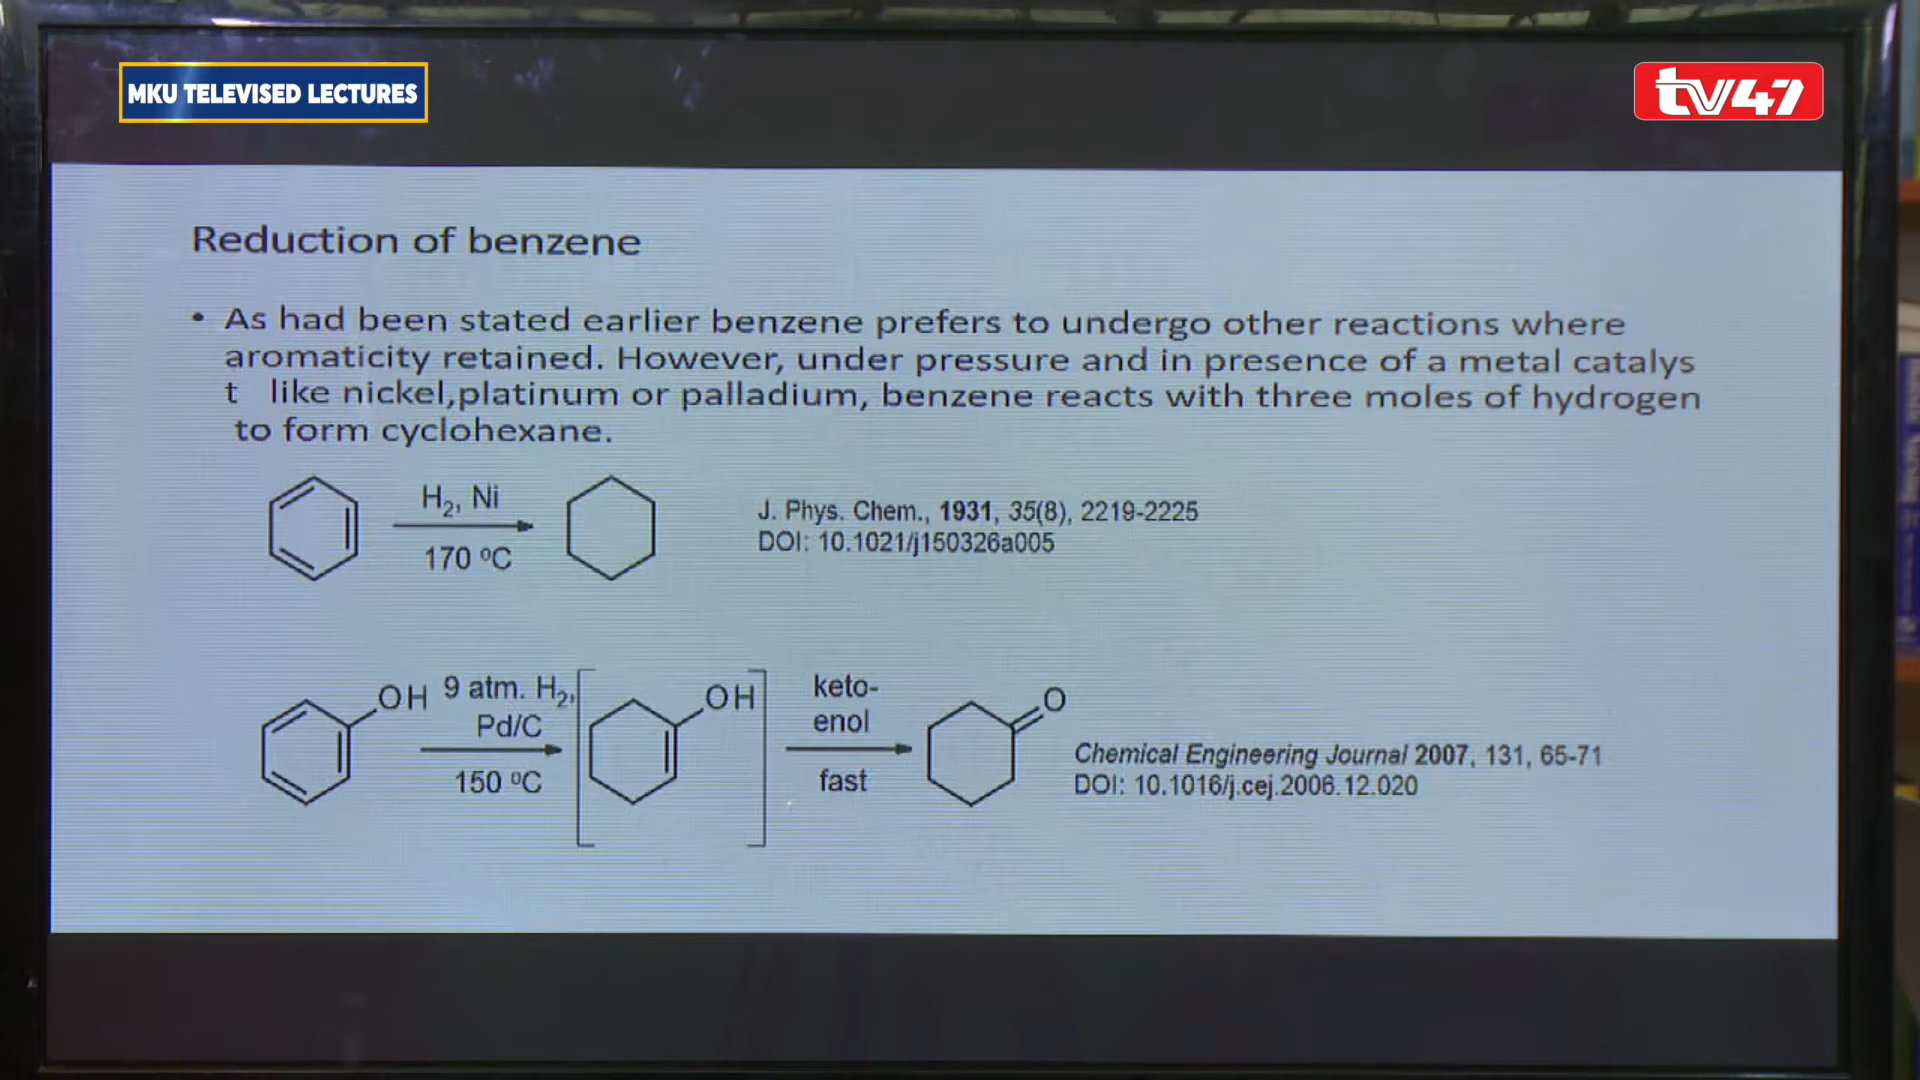 MKU TELEVISED LECTURES
tv47
Reduction of benzene
• As had been stated earlier benzene prefers to undergo other reactions where
aromaticity retained. However, under pressure and in presence of a metal catalys
t like nickel,platinum or palladium, benzene reacts with three moles of hydrogen
to form cyclohexane.
H₂, Ni
170 ºC
J. Phys. Chem., 1931, 35(8), 2219-2225
DOI: 10.1021/j150326a005
OH
9 atm. H₂,
Pd/C
150 ºC
OH
keto-
enol
fast
O
Chemical Engineering Journal 2007, 131, 65-71
DOI: 10.1016/j.cej.2006.12.020